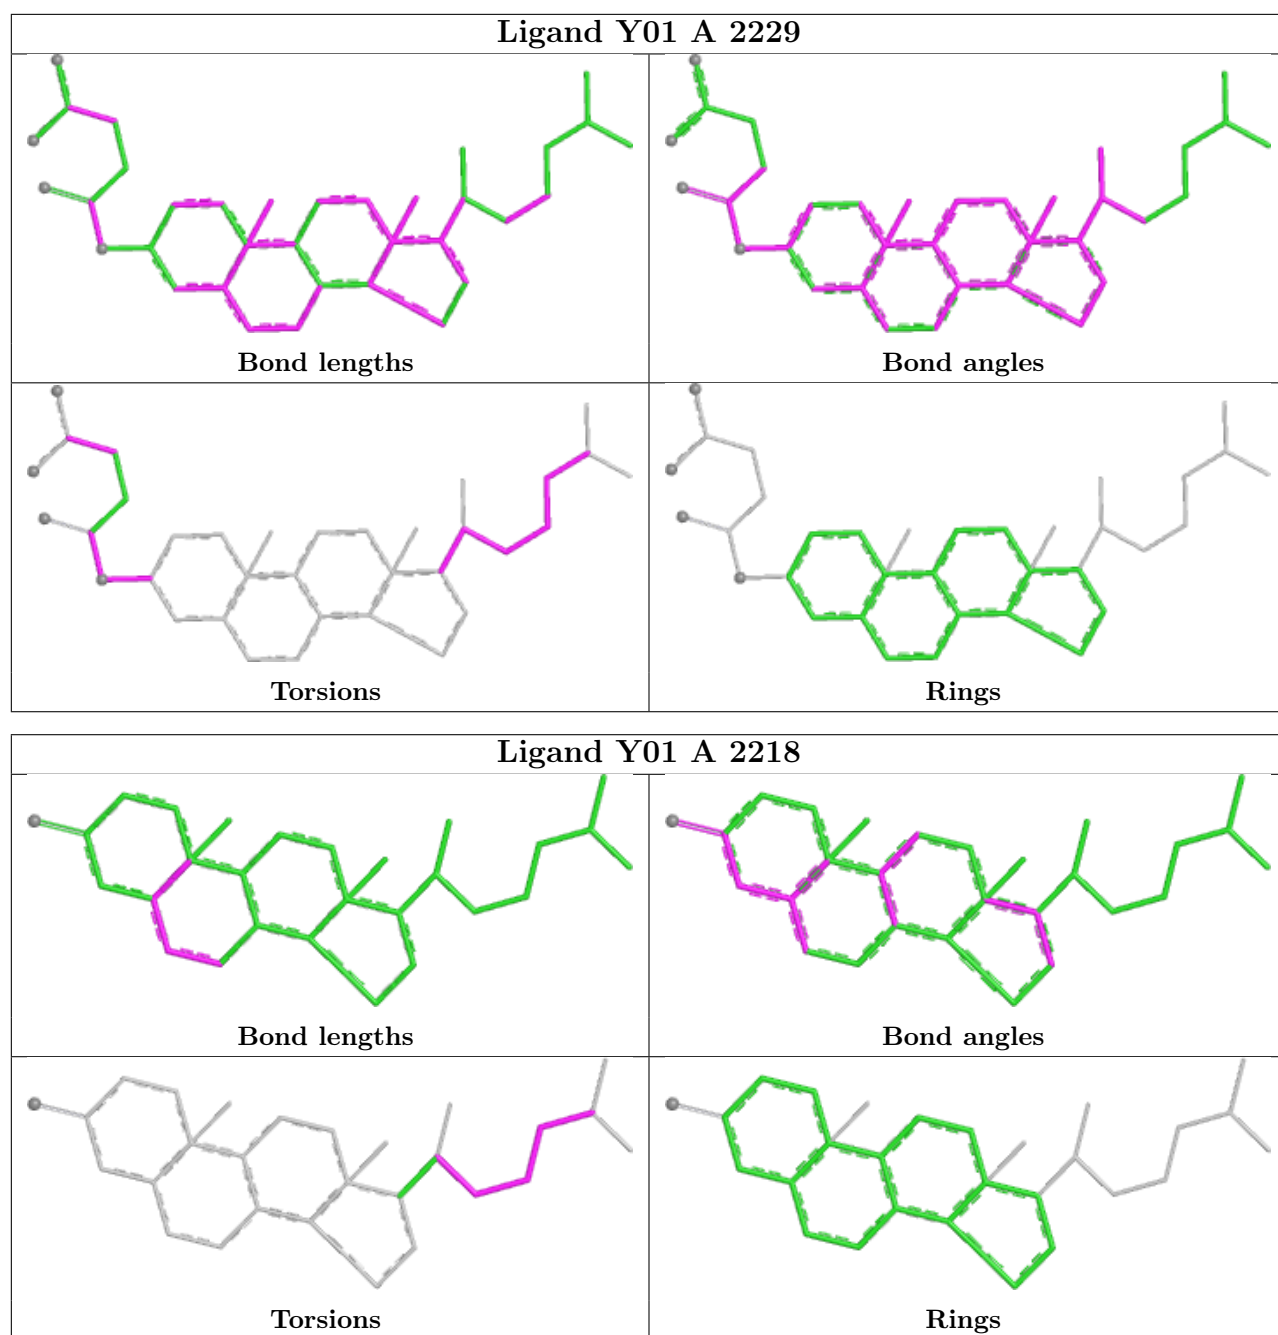 Ligand Y01 A 2229
Bond lengths
Bond angles
Torsions
Rings
Ligand Y01 A 2218
Bond lengths
Bond angles
Torsions
Rings